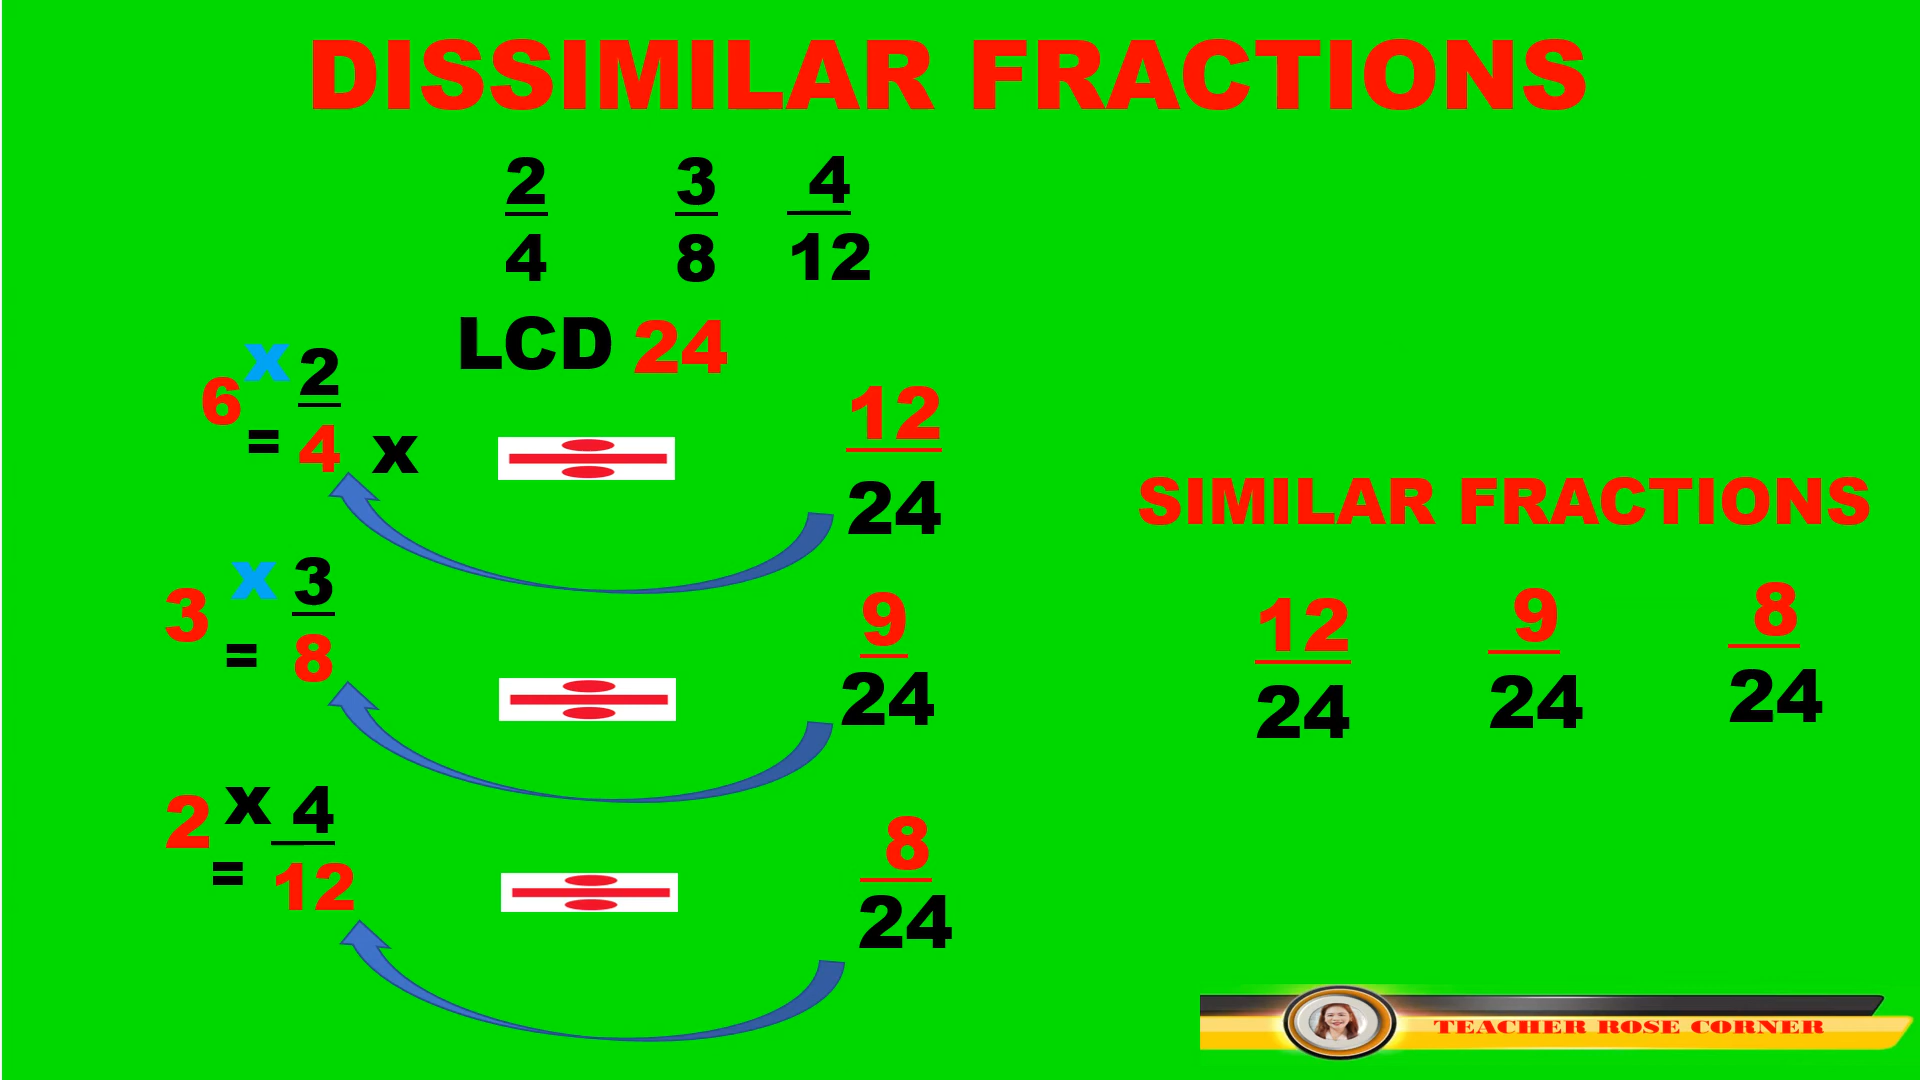 DISSIMILAR FRACTIONS
2 3 4
4 8 12
LCD 24
6 x 2
= 4 x ÷
12
24
3 x 3
= 8 ÷
9
24
2 x 4
= 12 ÷
8
24
SIMILAR FRACTIONS
12 9 8
24 24 24
TEACHER ROSE CORNER